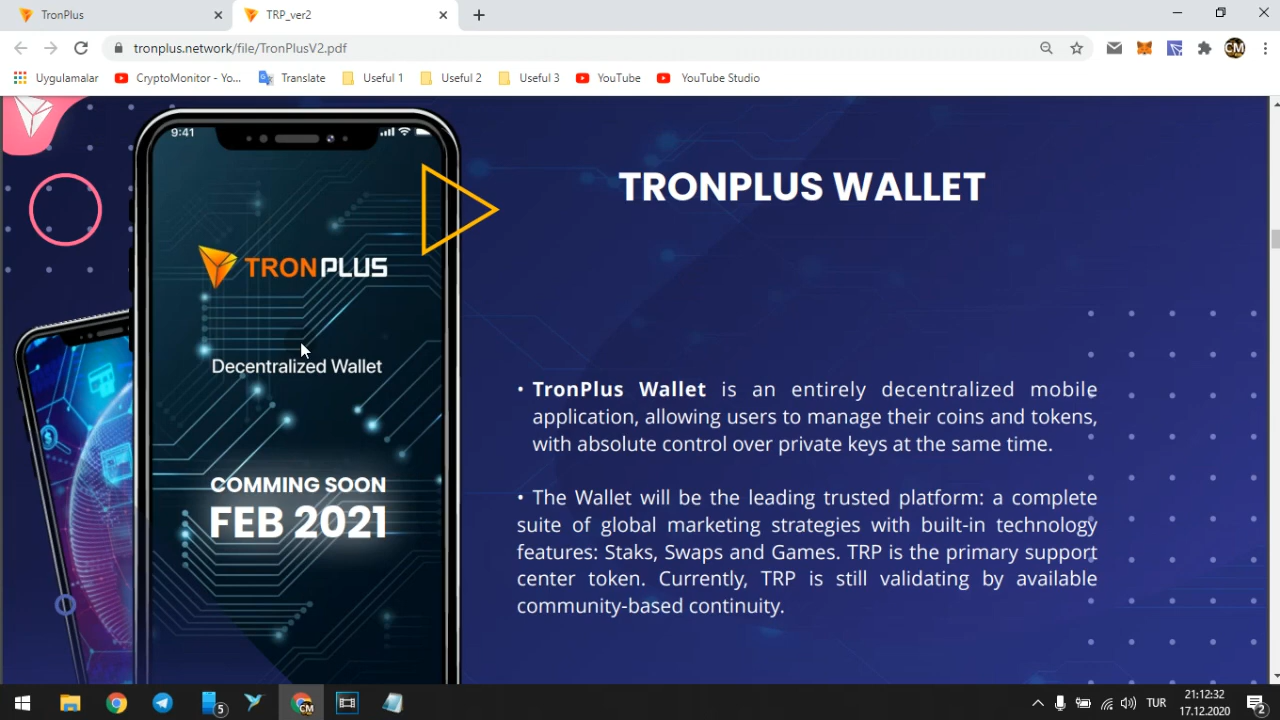 TronPlus
TRP_ver2
tronplus.network/file/TronPlusV2.pdf
CM
Uygulamalar
CryptoMonitor - Yo...
Translate
Useful 1
Useful 2
Useful 3
YouTube
YouTube Studio
9:41
TRONPLUS
Decentralized Wallet
COMMING SOON
FEB 2021
TRONPLUS WALLET
• TronPlus Wallet is an entirely decentralized mobile
application, allowing users to manage their coins and tokens,
with absolute control over private keys at the same time.
• The Wallet will be the leading trusted platform: a complete
suite of global marketing strategies with built-in technology
features: Staks, Swaps and Games. TRP is the primary support
center token. Currently, TRP is still validating by available
community-based continuity.
5
CM
TUR
21:12:32
17.12.2020
2